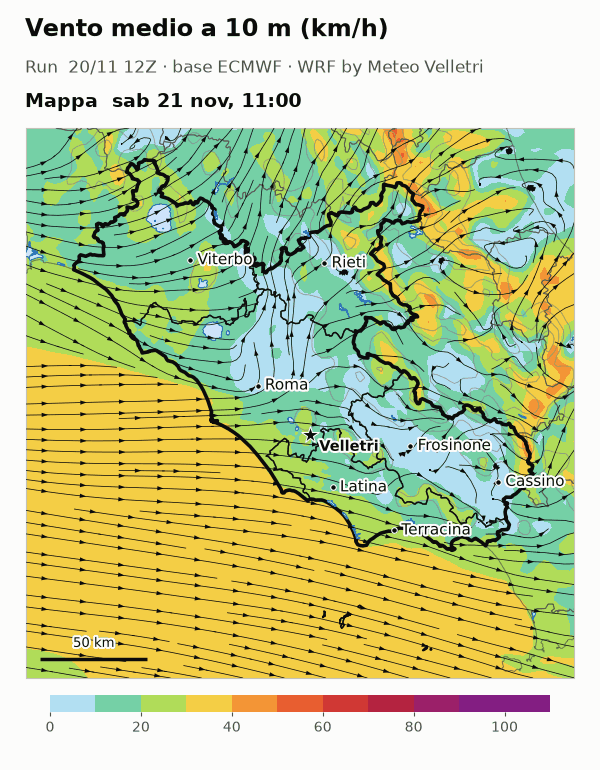 Vento medio a 10 m (km/h)
Run  20/11 12Z · base ECMWF · WRF by Meteo Velletri
Mappa  sab 21 nov, 11:00
Viterbo
Rieti
Roma
Velletri
Frosinone
Cassino
Latina
Terracina
50 km
0 20 40 60 80 100